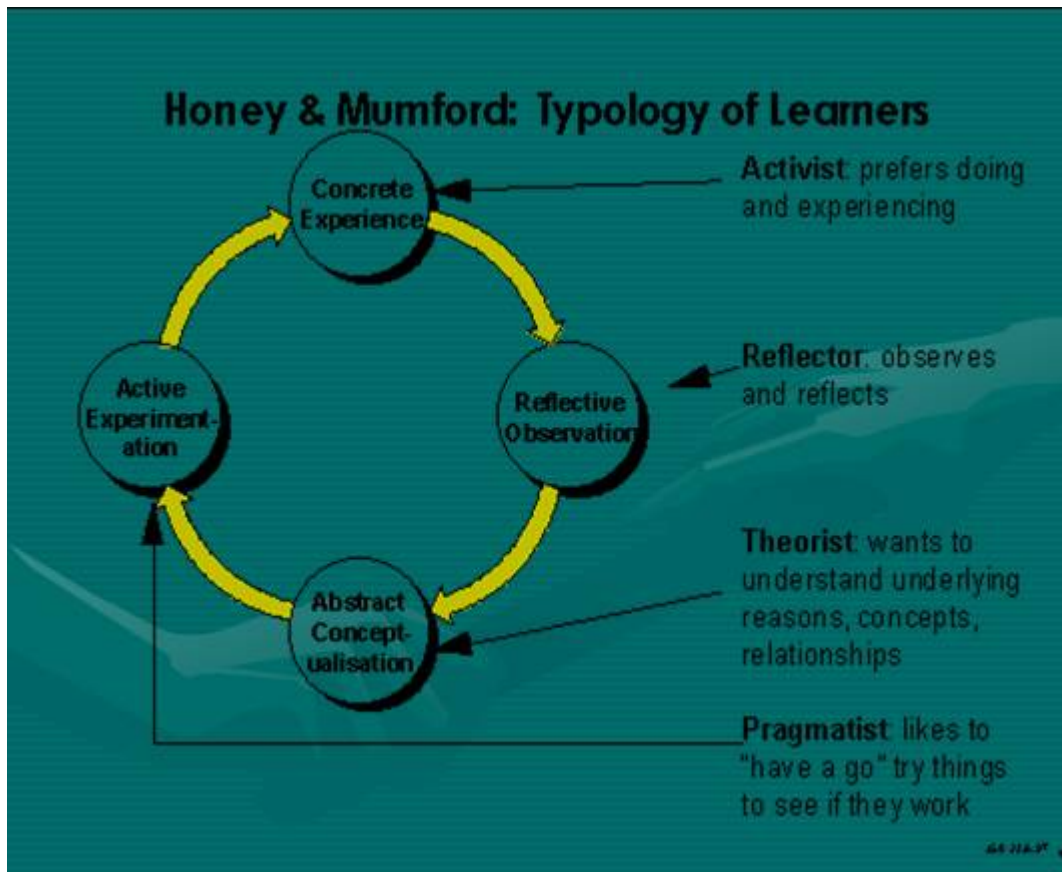 Honey & Mumford: Typology of Learners
Concrete
Experience
Activist: prefers doing
and experiencing
Reflector: observes
and reflects
Reflective
Observation
Active
Experiment-
ation
Theorist: wants to
understand underlying
reasons, concepts,
relationships
Abstract
Concept-
ualisation
Pragmatist: likes to
"have a go" try things
to see if they work